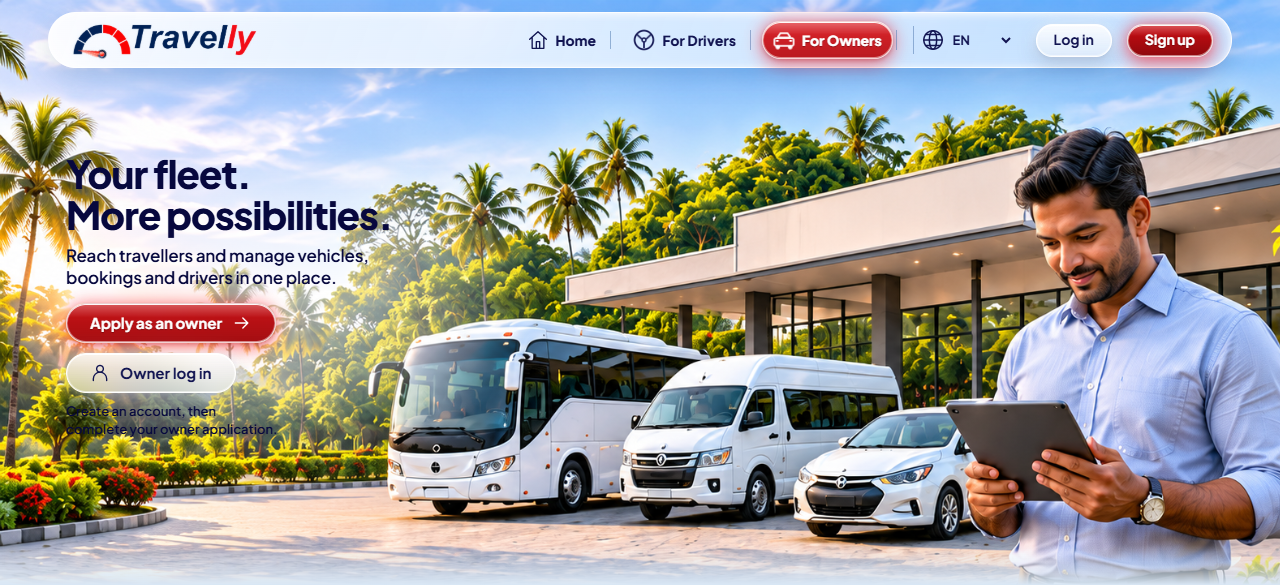 Travelly
Home
For Drivers
For Owners
EN
Log in
Sign up
Your fleet.
More possibilities.
Reach travellers and manage vehicles,
bookings and drivers in one place.
Apply as an owner
Owner log in
Create an account, then
complete your owner application.